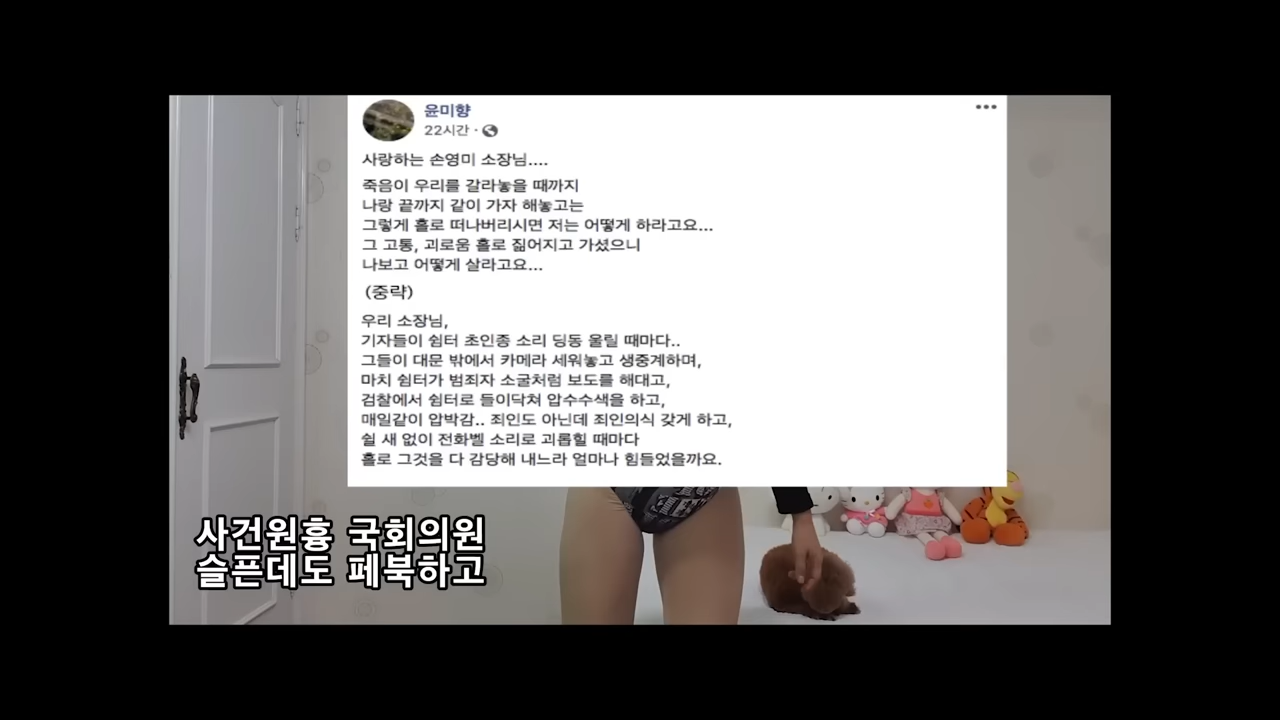 윤미향
22시간 ·
사랑하는 손영미 소장님....
죽음이 우리를 갈라놓을 때까지
나랑 끝까지 같이 가자 해놓고는
그렇게 홀로 떠나버리시면 저는 어떻게 하라고요...
그 고통, 괴로움 홀로 짊어지고 가셨으니
나보고 어떻게 살라고요...
(중략)
우리 소장님,
기자들이 쉼터 초인종 소리 딩동 울릴 때마다..
그들이 대문 밖에서 카메라 세워놓고 생중계하며,
마치 쉼터가 범죄자 소굴처럼 보도를 해대고,
검찰에서 쉼터로 들이닥쳐 압수수색을 하고,
매일같이 압박감.. 죄인도 아닌데 죄인의식 갖게 하고,
쉴 새 없이 전화벨 소리로 괴롭힐 때마다
홀로 그것을 다 감당해 내느라 얼마나 힘들었을까요.
사건원흉 국회의원
슬픈데도 페북하고